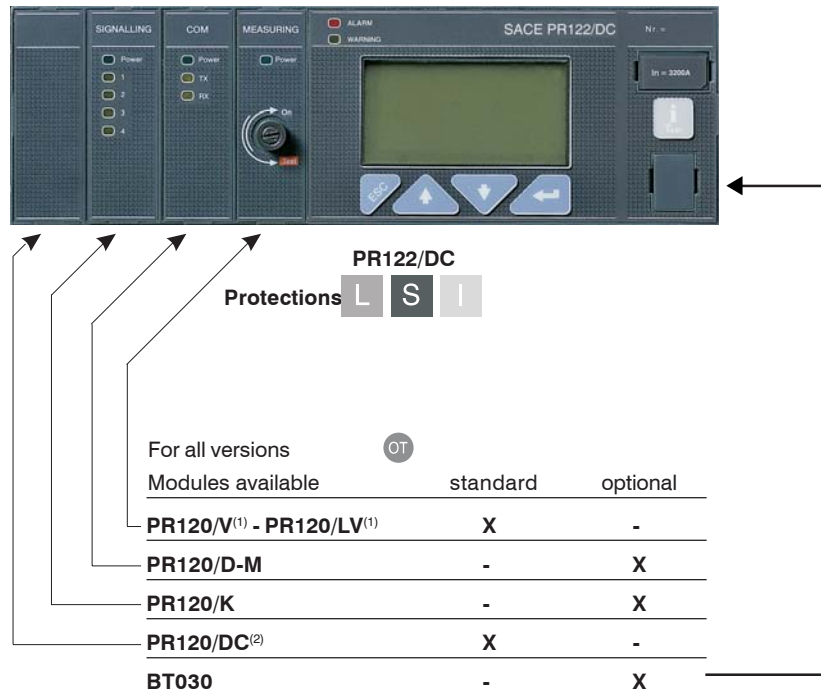 SIGNALLING
Power
1
2
3
4
COM
Power
TX
RX
MEASURING
Power
On
Test
ALARM
WARNING
SACE PR122/DC
Nr. =
In = 3200A
i
Test
ESC
PR122/DC
Protections L S I
For all versions OT
Modules available standard optional
PR120/V(1) - PR120/LV(1) X -
PR120/D-M - X
PR120/K - X
PR120/DC(2) X -
BT030 - X